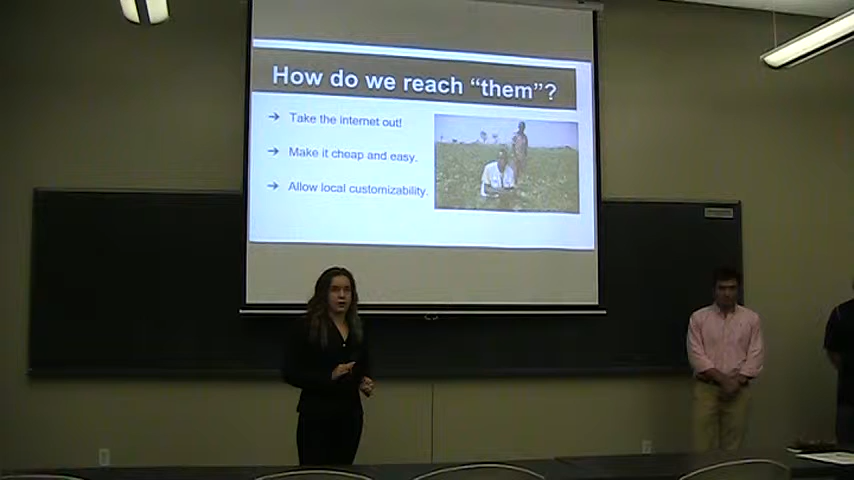 How do we reach “them”?
→ Take the internet out!
→ Make it cheap and easy.
→ Allow local customizability.